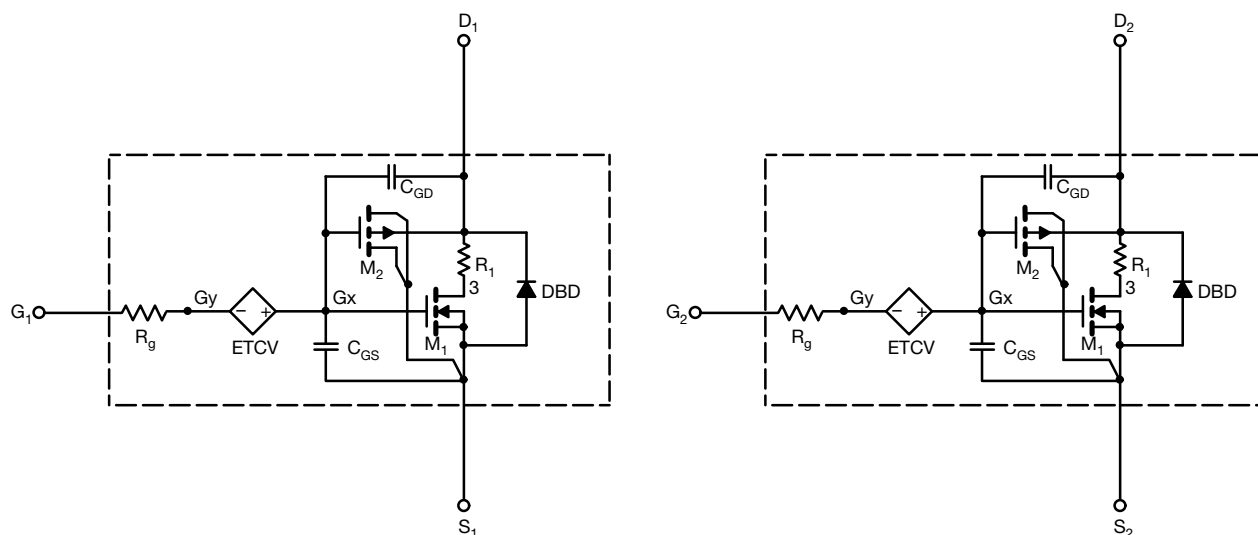 D1
CGD
M2
R1
3
DBD
G1
Rg
Gy
−
+
ETCV
Gx
M1
CGS
S1
D2
CGD
M2
R1
3
DBD
G2
Rg
Gy
−
+
ETCV
Gx
M1
CGS
S2